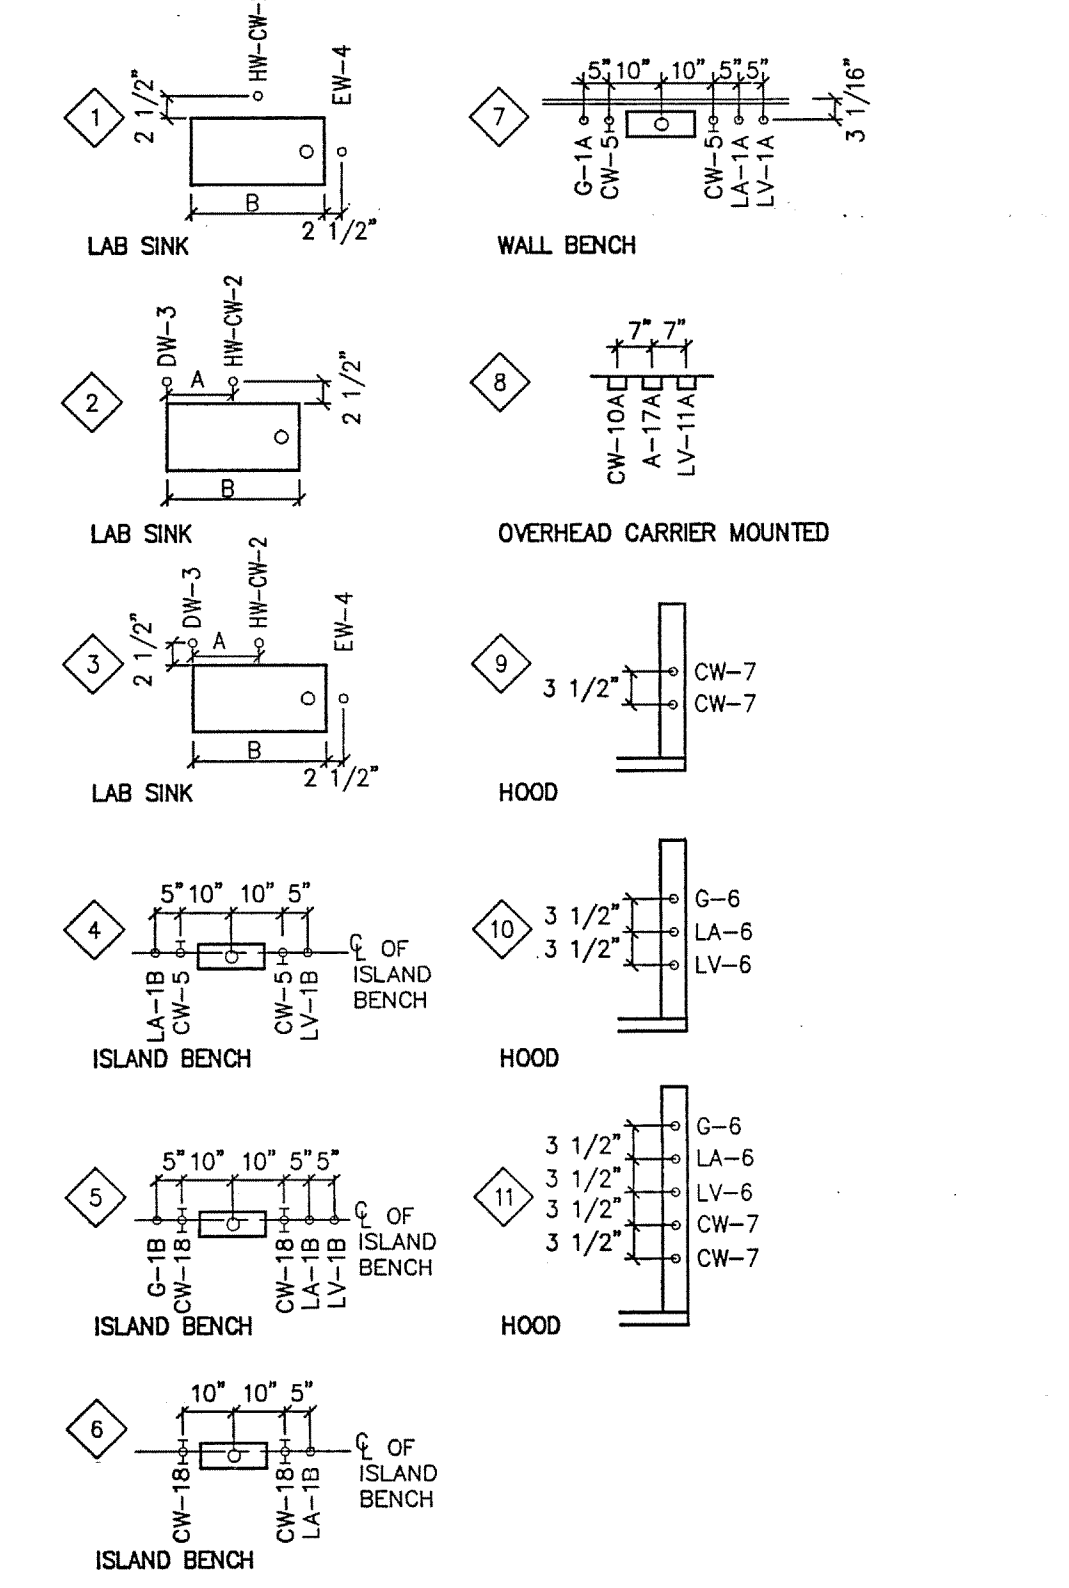 1
2 1/2"
HW-CW-
EW-4
B
2 1/2"
LAB SINK
2
DW-3
A
HW-CW-2
2 1/2"
B
LAB SINK
3
2 1/2"
DW-3
A
HW-CW-2
EW-4
B
2 1/2"
LAB SINK
4
5" 10" 10" 5"
LA-1B
CW-5
CW-5
LV-1B
℄ OF
ISLAND
BENCH
ISLAND BENCH
5
5" 10" 10" 5" 5"
G-1B
CW-18
CW-18
LA-1B
LV-1B
℄ OF
ISLAND
BENCH
ISLAND BENCH
6
10" 10" 5"
CW-18
CW-18
LA-1B
℄ OF
ISLAND
BENCH
ISLAND BENCH
7
5" 10" 10" 5" 5"
3 1/16"
G-1A
CW-5
CW-5
LA-1A
LV-1A
WALL BENCH
8
7" 7"
CW-10A
A-17A
LV-11A
OVERHEAD CARRIER MOUNTED
9
3 1/2"
CW-7
CW-7
HOOD
10
3 1/2"
3 1/2"
G-6
LA-6
LV-6
HOOD
11
3 1/2"
3 1/2"
3 1/2"
3 1/2"
G-6
LA-6
LV-6
CW-7
CW-7
HOOD